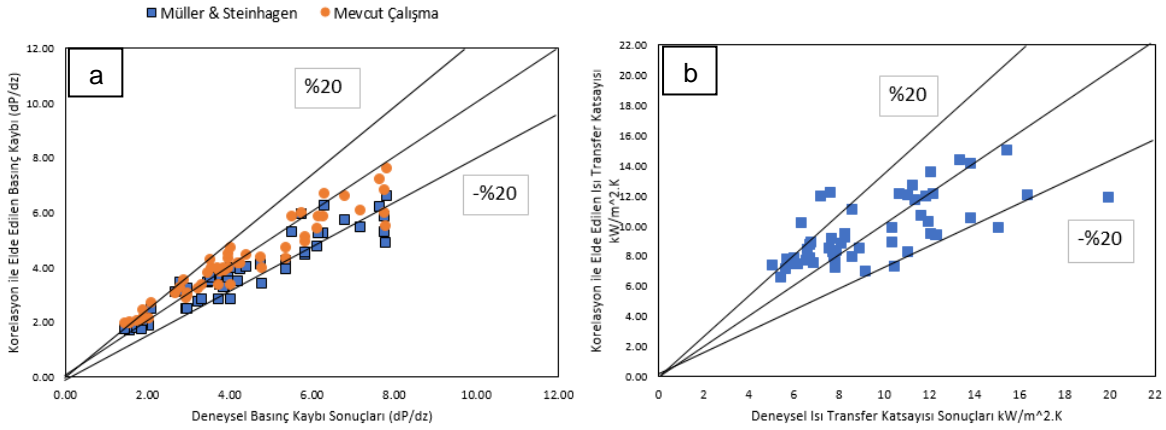 Müller & Steinhagen Mevcut Çalışma
a
Korelasyon ile Elde Edilen Basınç Kaybı (dP/dz)
12.00
10.00
8.00
6.00
4.00
2.00
0.00
%20
-%20
0.00 2.00 4.00 6.00 8.00 10.00 12.00
Deneysel Basınç Kaybı Sonuçları (dP/dz)
b
Korelasyon ile Elde Edilen Isı Transfer Katsayısı
kW/m^2.K
22.00
20.00
18.00
16.00
14.00
12.00
10.00
8.00
6.00
4.00
2.00
0.00
%20
-%20
0 2 4 6 8 10 12 14 16 18 20 22
Deneysel Isı Transfer Katsayısı Sonuçları kW/m^2.K